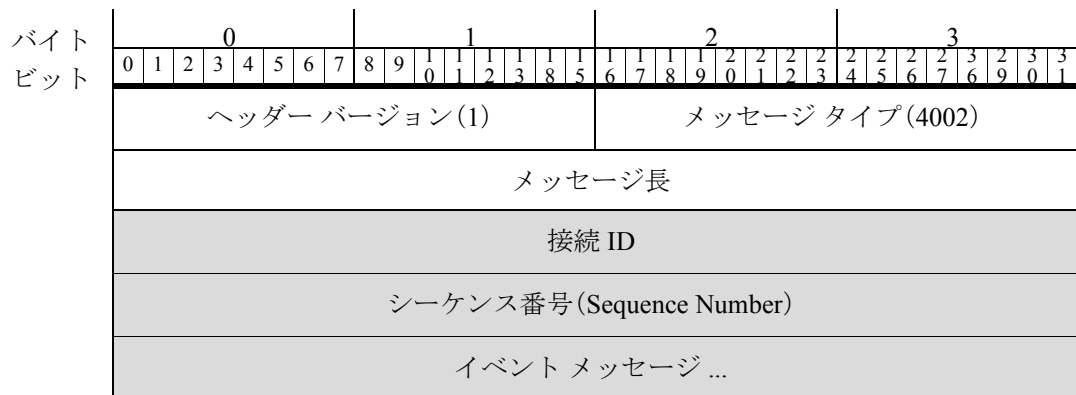 バイト 0 1 2 3
ビット 0 1 2 3 4 5 6 7 8 9 10 11 12 13 18 15 16 17 18 19 20 21 22 23 24 25 26 27 36 29 30 31
ヘッダー バージョン(1) メッセージ タイプ(4002)
メッセージ長
接続 ID
シーケンス番号(Sequence Number)
イベント メッセージ ...